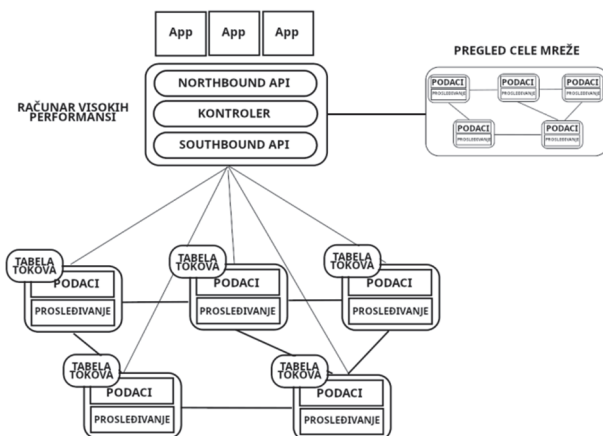 App App App
PREGLED CELE MREŽE
NORTHBOUND API
KONTROLER
SOUTHBOUND API
RAČUNAR VISOKIH
PERFORMANSI
PODACI
PROSLEĐIVANJE
PODACI
PROSLEĐIVANJE
PODACI
PROSLEĐIVANJE
PODACI
PROSLEĐIVANJE
PODACI
PROSLEĐIVANJE
TABELA
TOKOVA
PODACI
PROSLEĐIVANJE
TABELA
TOKOVA
PODACI
PROSLEĐIVANJE
TABELA
TOKOVA
PODACI
PROSLEĐIVANJE
TABELA
TOKOVA
PODACI
PROSLEĐIVANJE
TABELA
TOKOVA
PODACI
PROSLEĐIVANJE